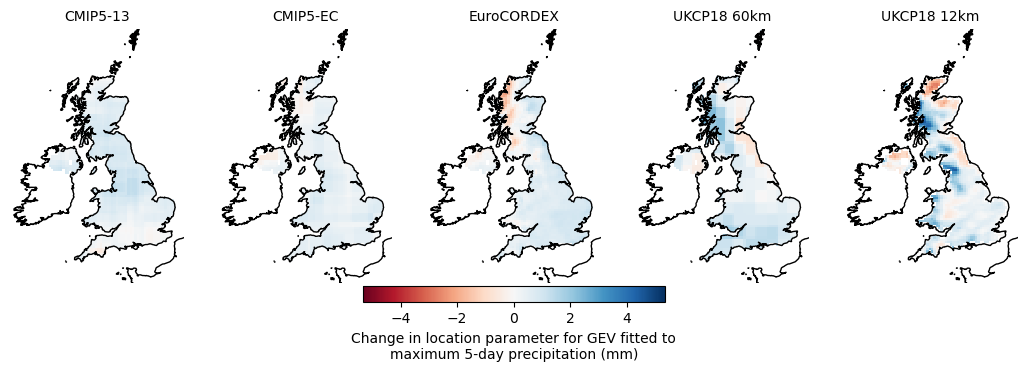 CMIP5-13 CMIP5-EC EuroCORDEX UKCP18 60km UKCP18 12km
−4 −2 0 2 4
Change in location parameter for GEV fitted to
maximum 5-day precipitation (mm)